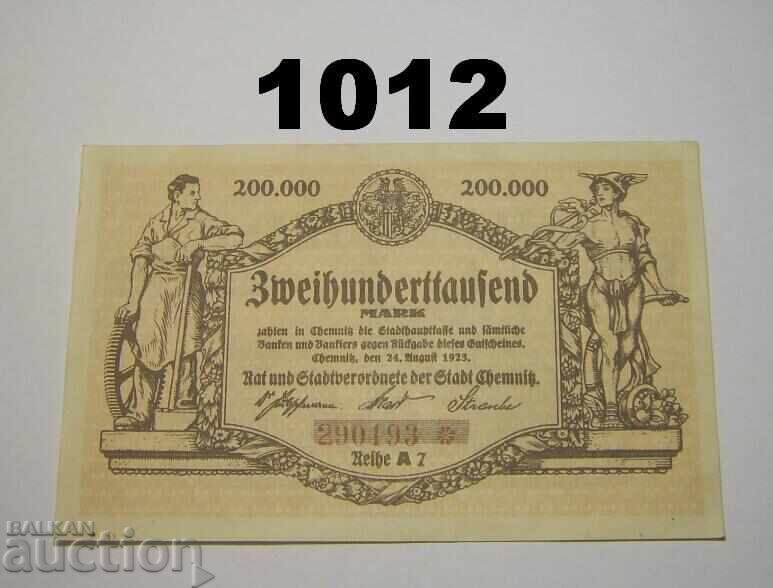 1012
200.000 200.000
Zweihunderttausend
MARK
zahlen in Chemnitz die Stadthauptkasse und sämtliche
Banken und Bankiers gegen Rückgabe dieses Gutscheines.
Chemnitz, den 24. August 1923.
Rat und Stadtverordnete der Stadt Chemnitz.
290193 *
Reihe A 7
BALKAN
auction